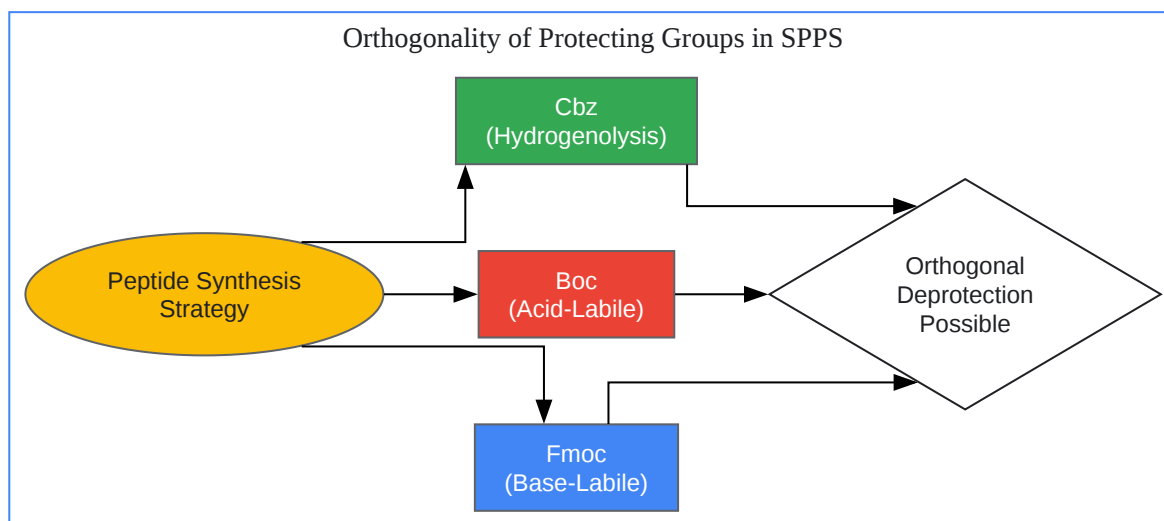 Orthogonality of Protecting Groups in SPPS
Cbz
(Hydrogenolysis)
Peptide Synthesis
Strategy
Boc
(Acid-Labile)
Orthogonal
Deprotection
Possible
Fmoc
(Base-Labile)